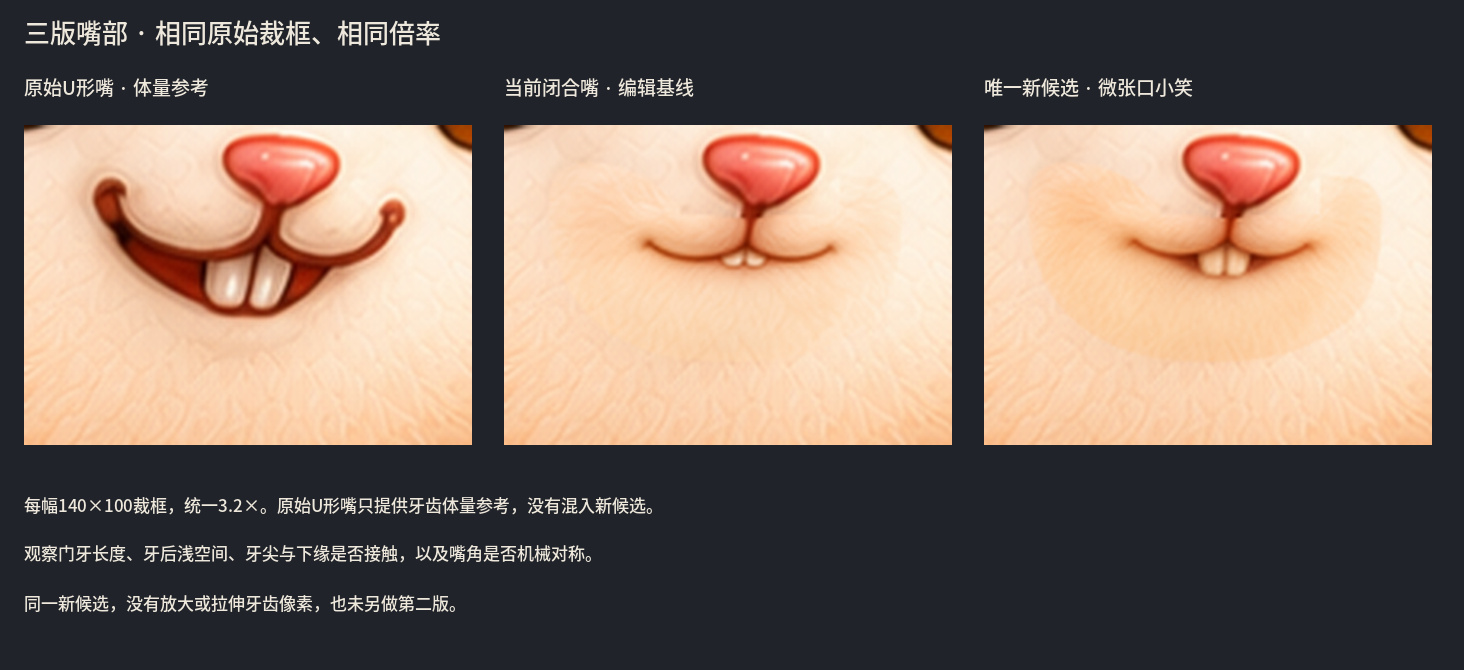 三版嘴部 · 相同原始裁框、相同倍率
原始U形嘴 · 体量参考
当前闭合嘴 · 编辑基线
唯一新候选 · 微张口小笑
每幅140×100裁框，统一3.2×。原始U形嘴只提供牙齿体量参考，没有混入新候选。
观察门牙长度、牙后浅空间、牙尖与下缘是否接触，以及嘴角是否机械对称。
同一新候选，没有放大或拉伸牙齿像素，也未另做第二版。